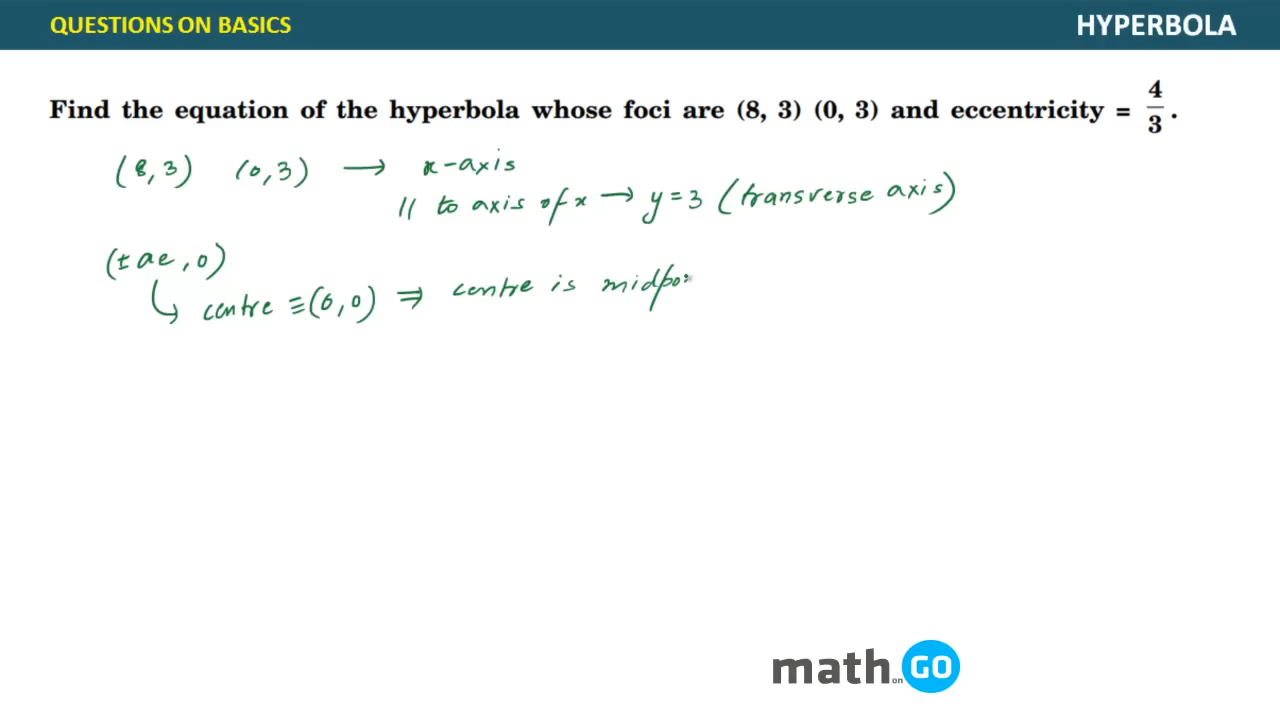 QUESTIONS ON BASICS
HYPERBOLA
Find the equation of the hyperbola whose foci are (8, 3) (0, 3) and eccentricity = 4/3 .
(8, 3) (0, 3) → x-axis
// to axis of x → y = 3 (transverse axis)
(± ae, 0)
↳ centre ≡ (0, 0) ⇒ centre is midpoi
math on GO